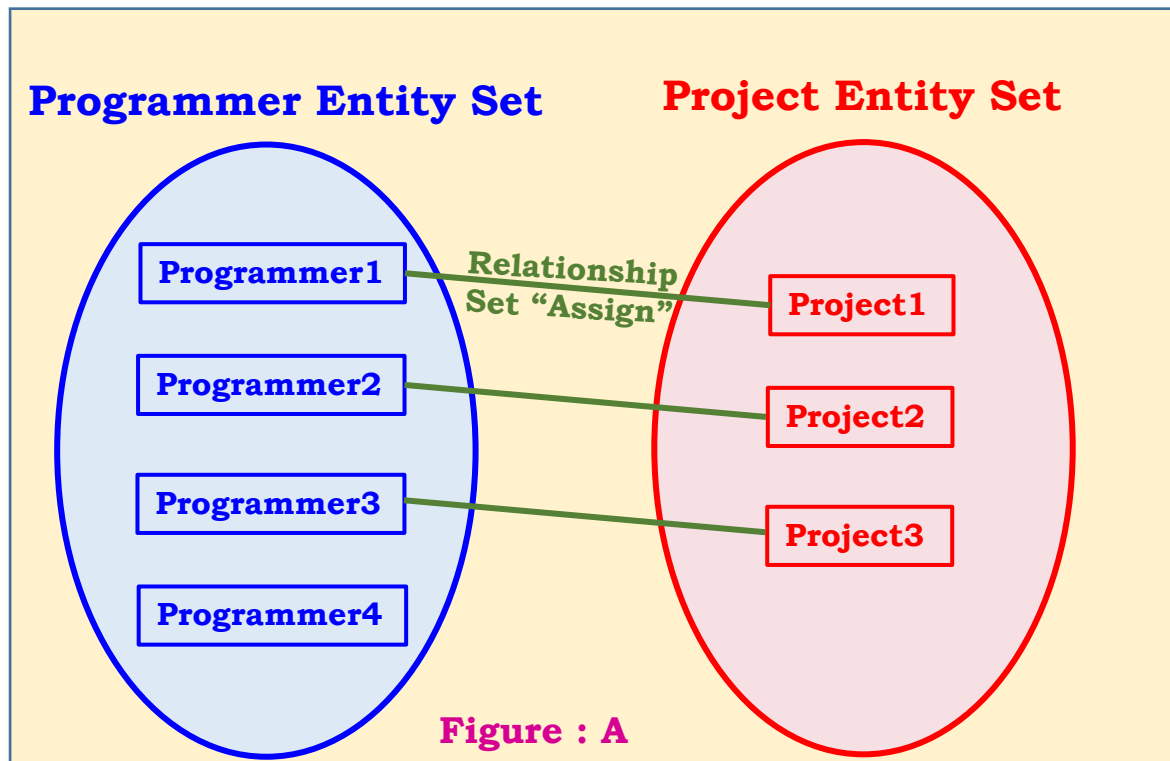 Programmer Entity Set
Project Entity Set
Programmer1
Relationship
Set “Assign”
Project1
Programmer2
Project2
Programmer3
Project3
Programmer4
Figure : A